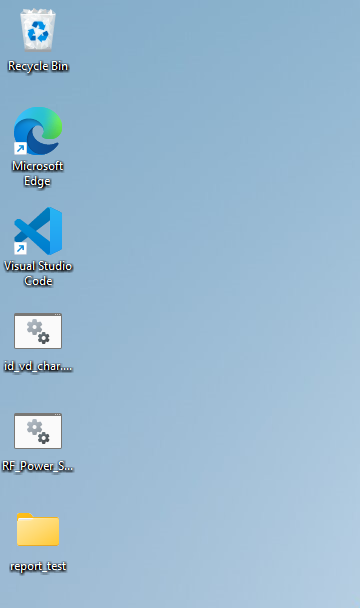 Recycle Bin
Microsoft
Edge
Visual Studio
Code
id_vd_char....
RF_Power_S...
report_test